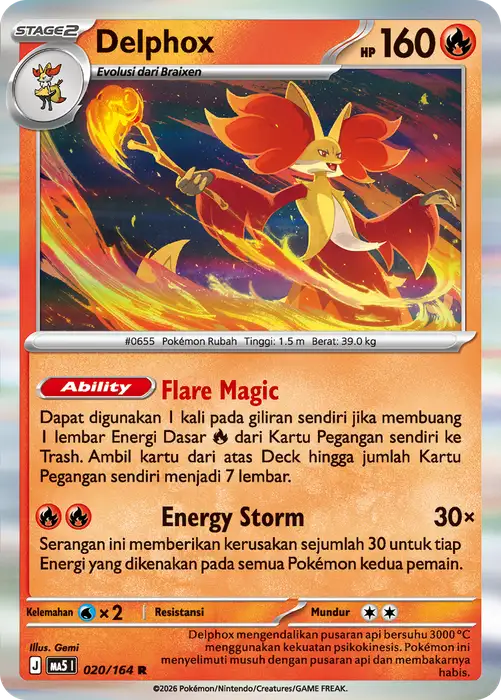 STAGE2
Delphox
HP 160
Evolusi dari Braixen
#0655 Pokémon Rubah Tinggi: 1.5 m Berat: 39.0 kg
Ability Flare Magic
Dapat digunakan 1 kali pada giliran sendiri jika membuang
1 lembar Energi Dasar dari Kartu Pegangan sendiri ke
Trash. Ambil kartu dari atas Deck hingga jumlah Kartu
Pegangan sendiri menjadi 7 lembar.
Energy Storm 30×
Serangan ini memberikan kerusakan sejumlah 30 untuk tiap
Energi yang dikenakan pada semua Pokémon kedua pemain.
Kelemahan × 2 Resistansi Mundur
Illus. Gemi
Delphox mengendalikan pusaran api bersuhu 3000 °C
menggunakan kekuatan psikokinesis. Pokémon ini
menyelimuti musuh dengan pusaran api dan membakarnya
habis.
J MA5 I 020/164 R
©2026 Pokémon/Nintendo/Creatures/GAME FREAK.